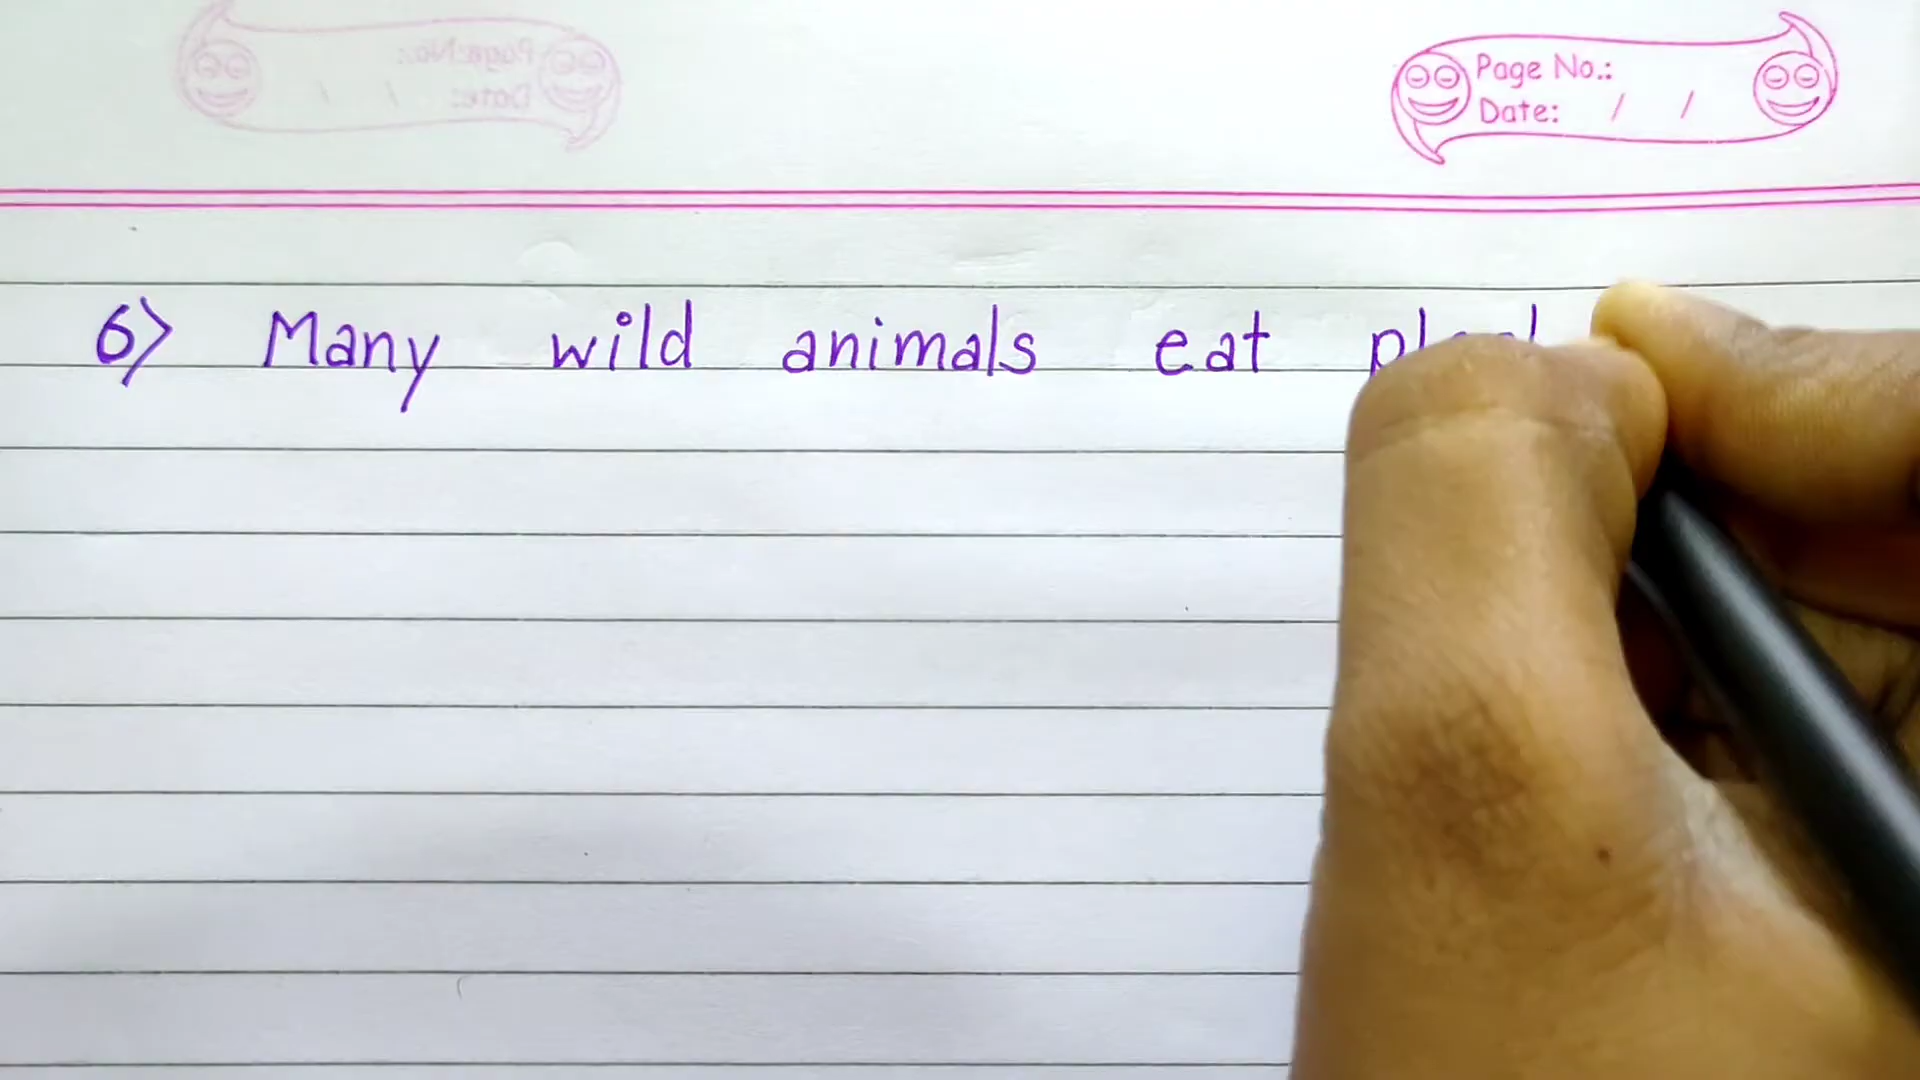 Page No.:
Date: / /
6) Many wild animals eat